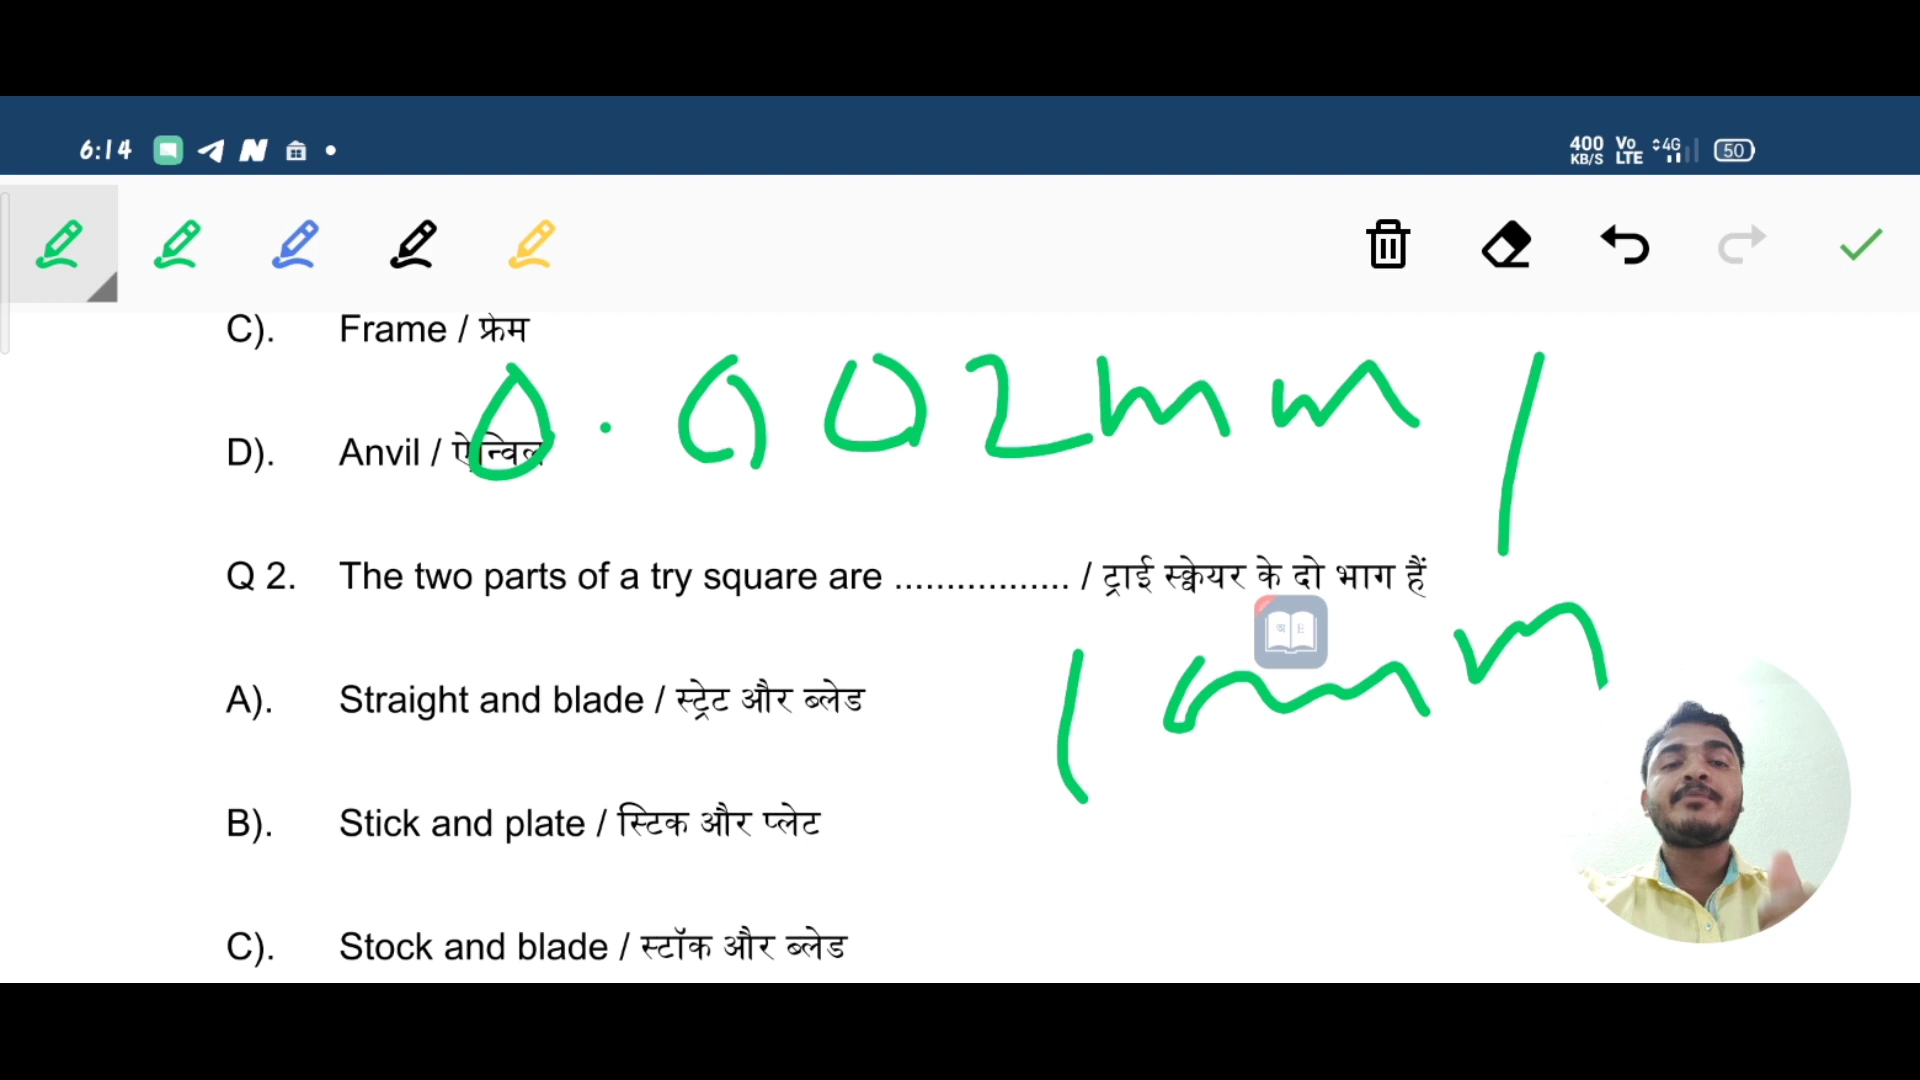 6:14 N 400 KB/S Vo LTE 4G 50
C). Frame / फ्रेम
0.002mm /
D). Anvil / ऐन्विल
Q 2. The two parts of a try square are ................. / ट्राई स्क्वेयर के दो भाग हैं
A). Straight and blade / स्ट्रेट और ब्लेड
B). Stick and plate / स्टिक और प्लेट
C). Stock and blade / स्टॉक और ब्लेड